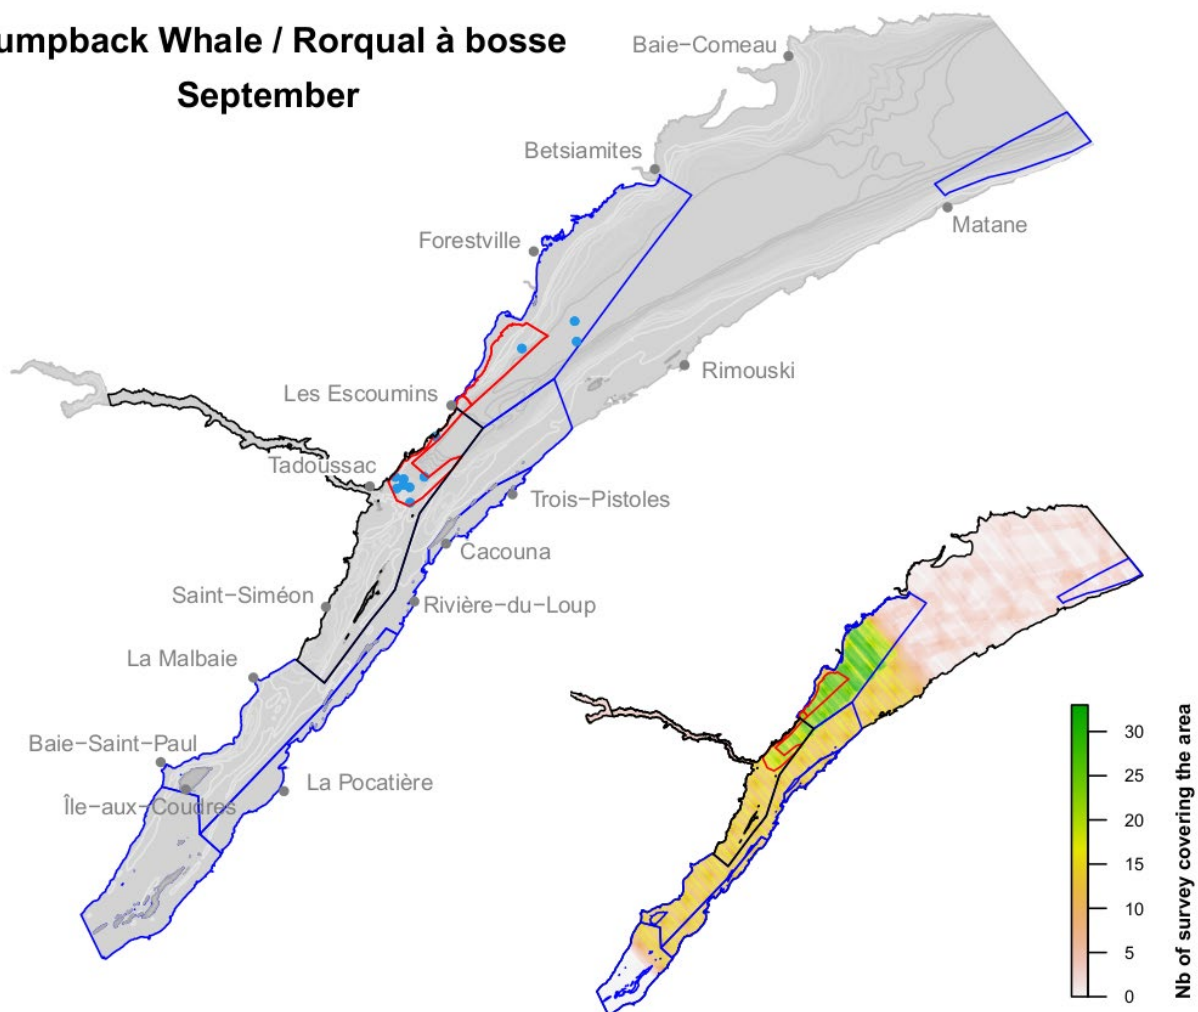 umpback Whale / Rorqual à bosse
September
Baie−Comeau
Betsiamites
Forestville
Matane
Rimouski
Les Escoumins
Tadoussac
Trois−Pistoles
Cacouna
Saint−Siméon
Rivière−du−Loup
La Malbaie
Baie−Saint−Paul
La Pocatière
Île−aux−Coudres
30
25
20
15
10
5
0
Nb of survey covering the area